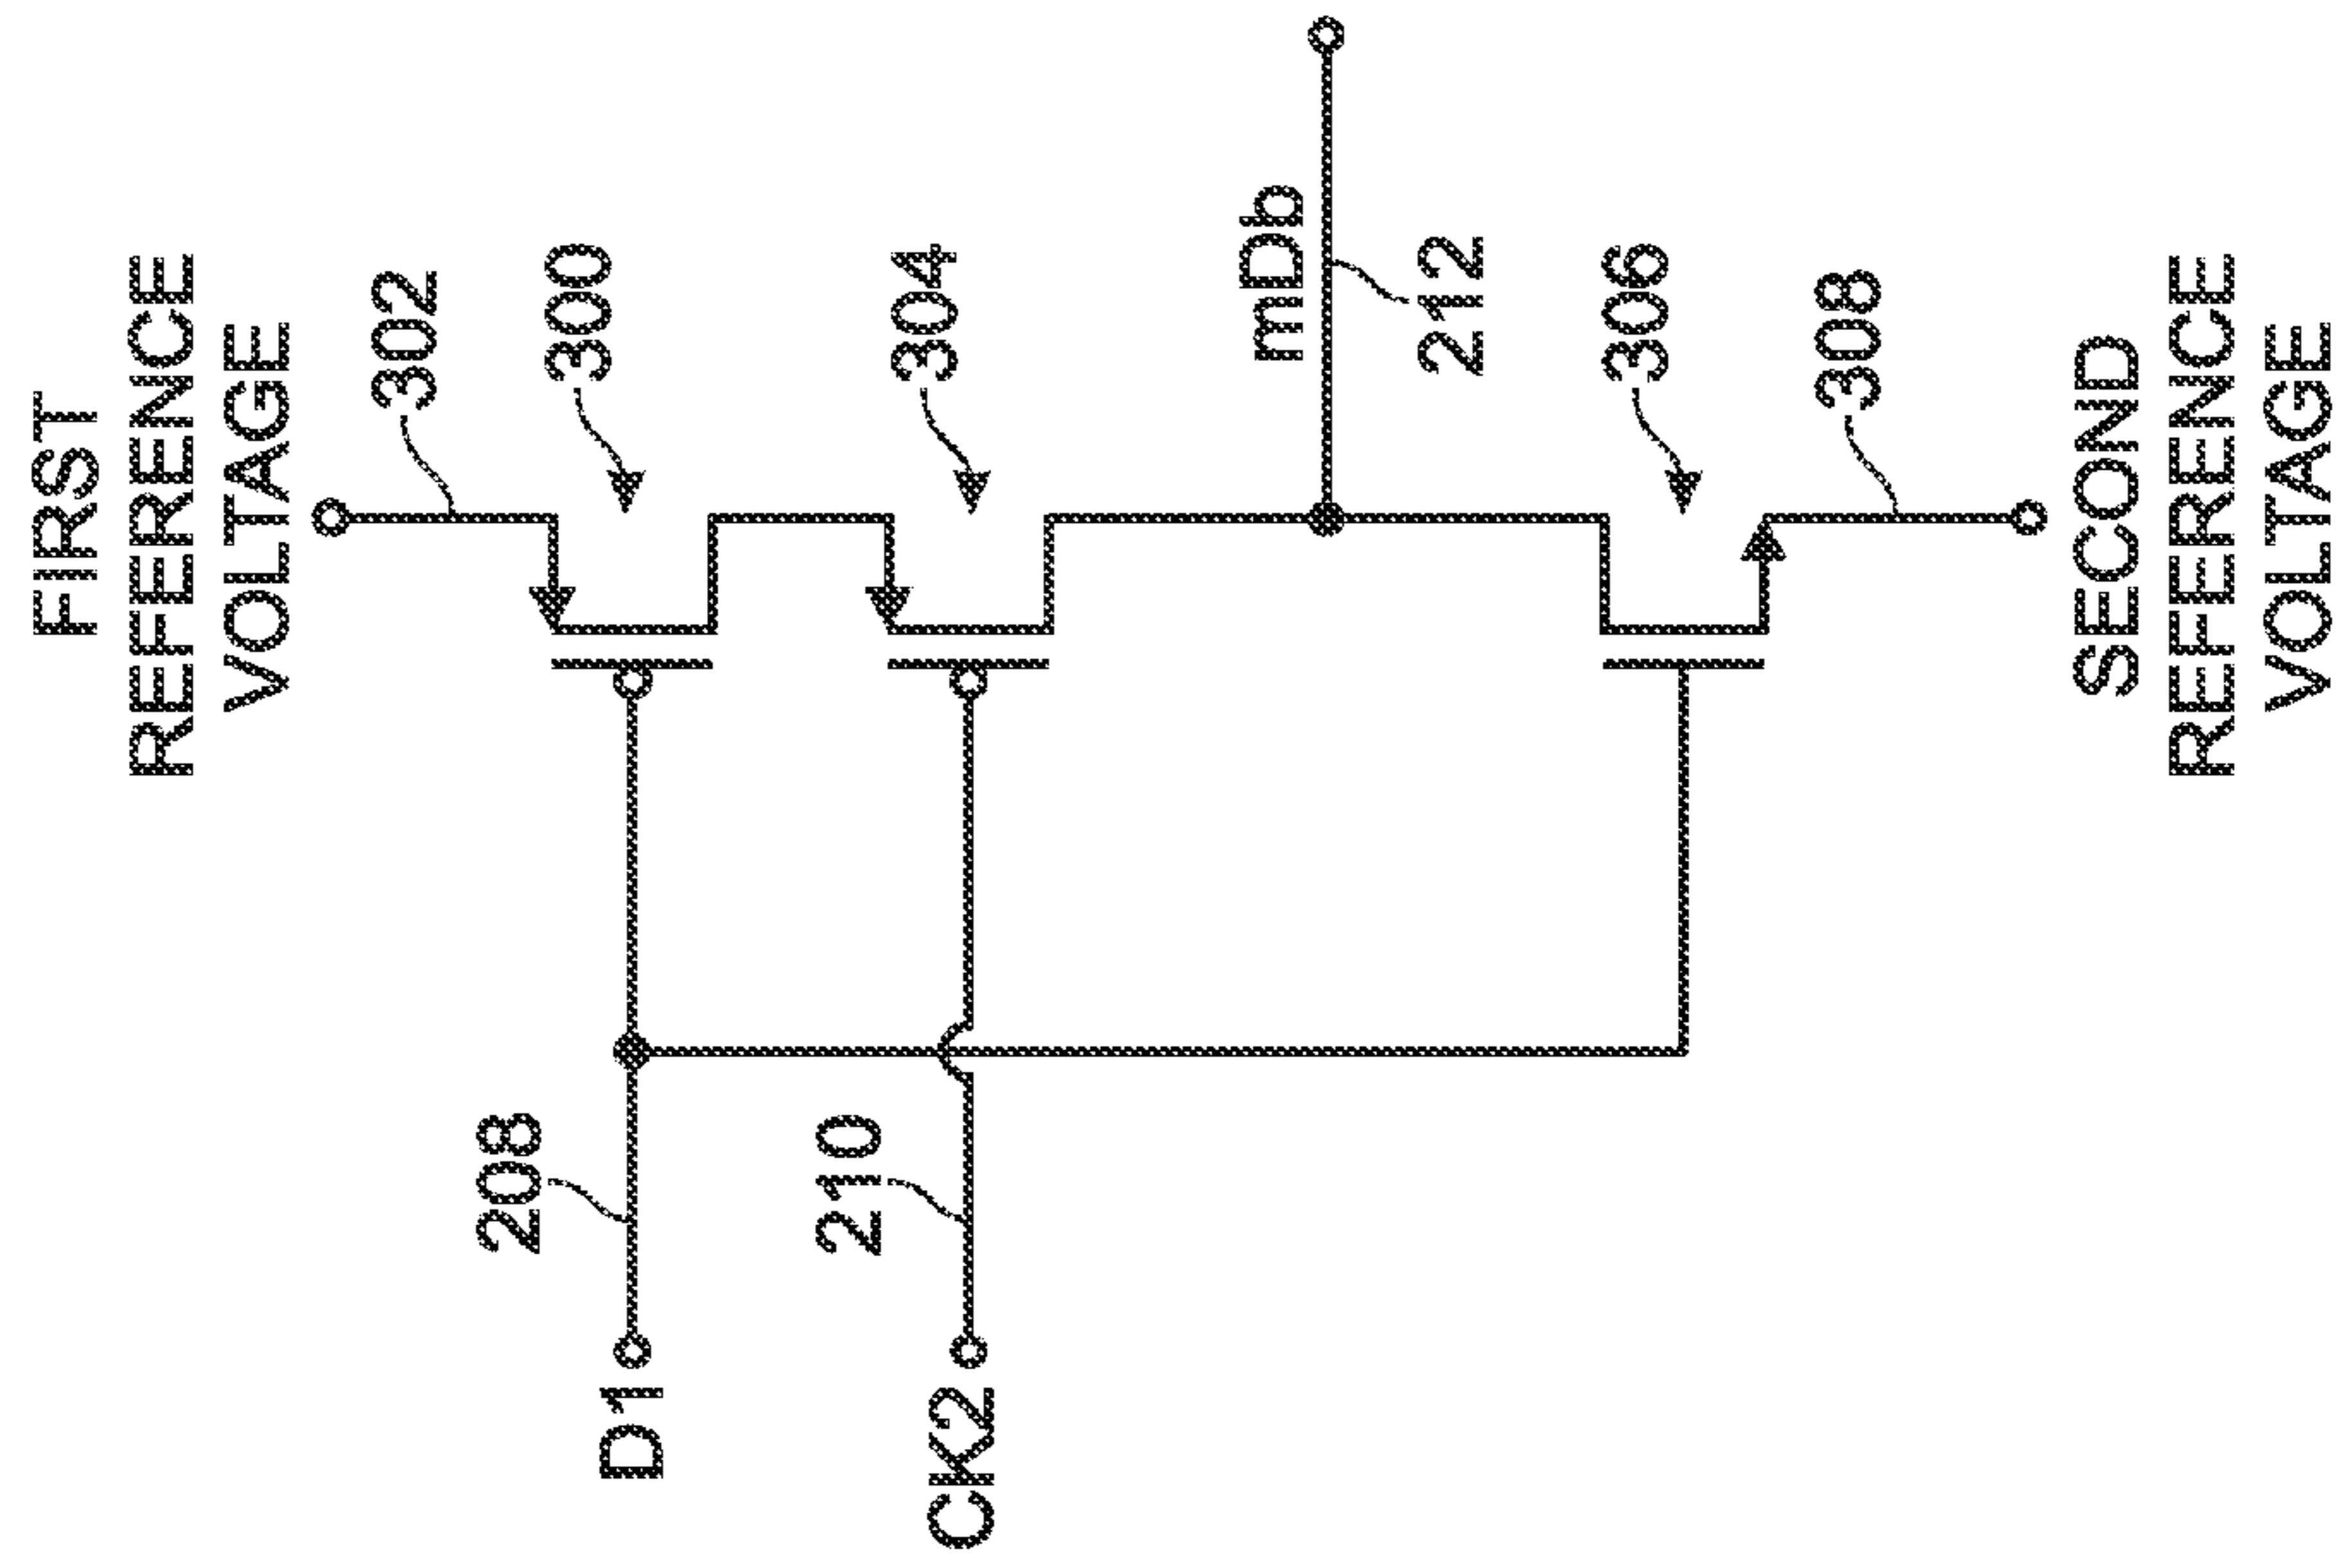 FIRST
REFERENCE
VOLTAGE
302
300
304
mDb
212
306
308
SECOND
REFERENCE
VOLTAGE
208
D1
210
CK2